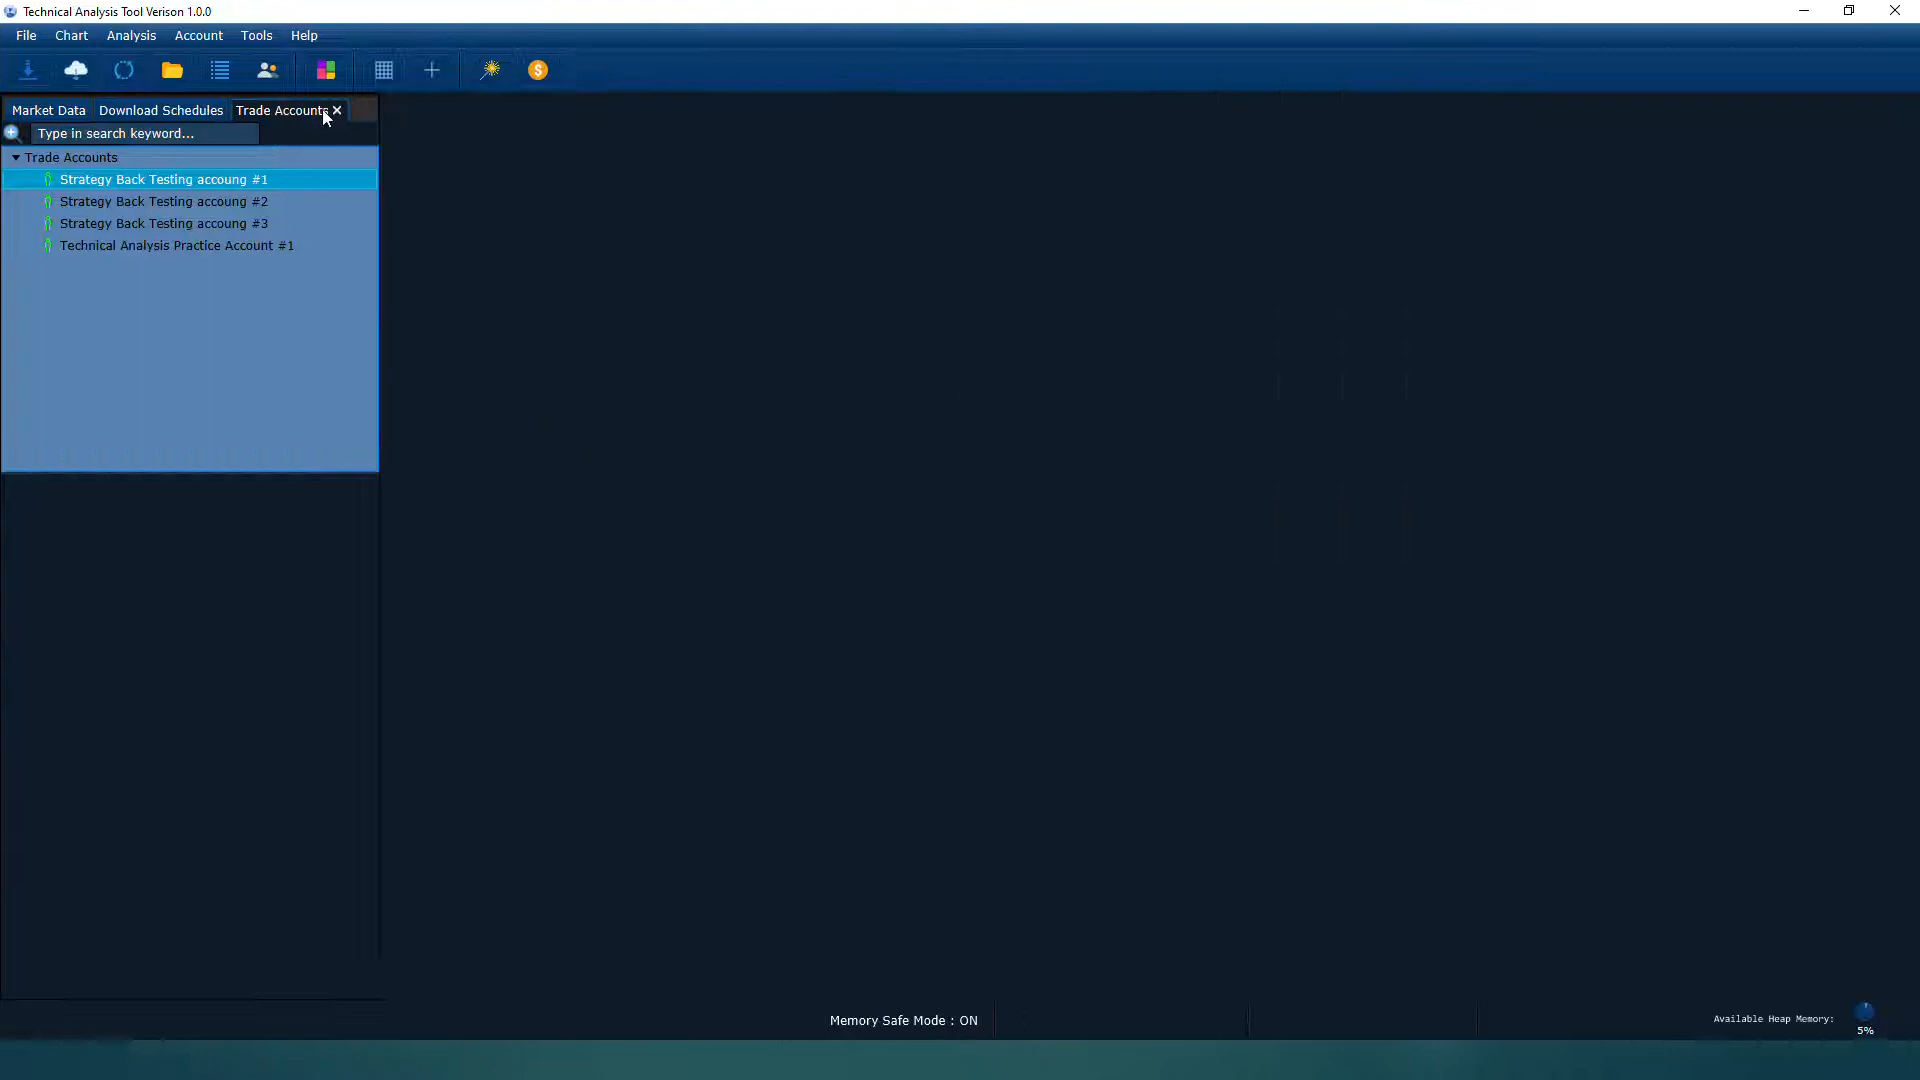 Technical Analysis Tool Verison 1.0.0
File Chart Analysis Account Tools Help
Market Data Download Schedules Trade Accounts
Type in search keyword...
Trade Accounts
Strategy Back Testing accoung #1
Strategy Back Testing accoung #2
Strategy Back Testing accoung #3
Technical Analysis Practice Account #1
Memory Safe Mode : ON
Available Heap Memory:
5%